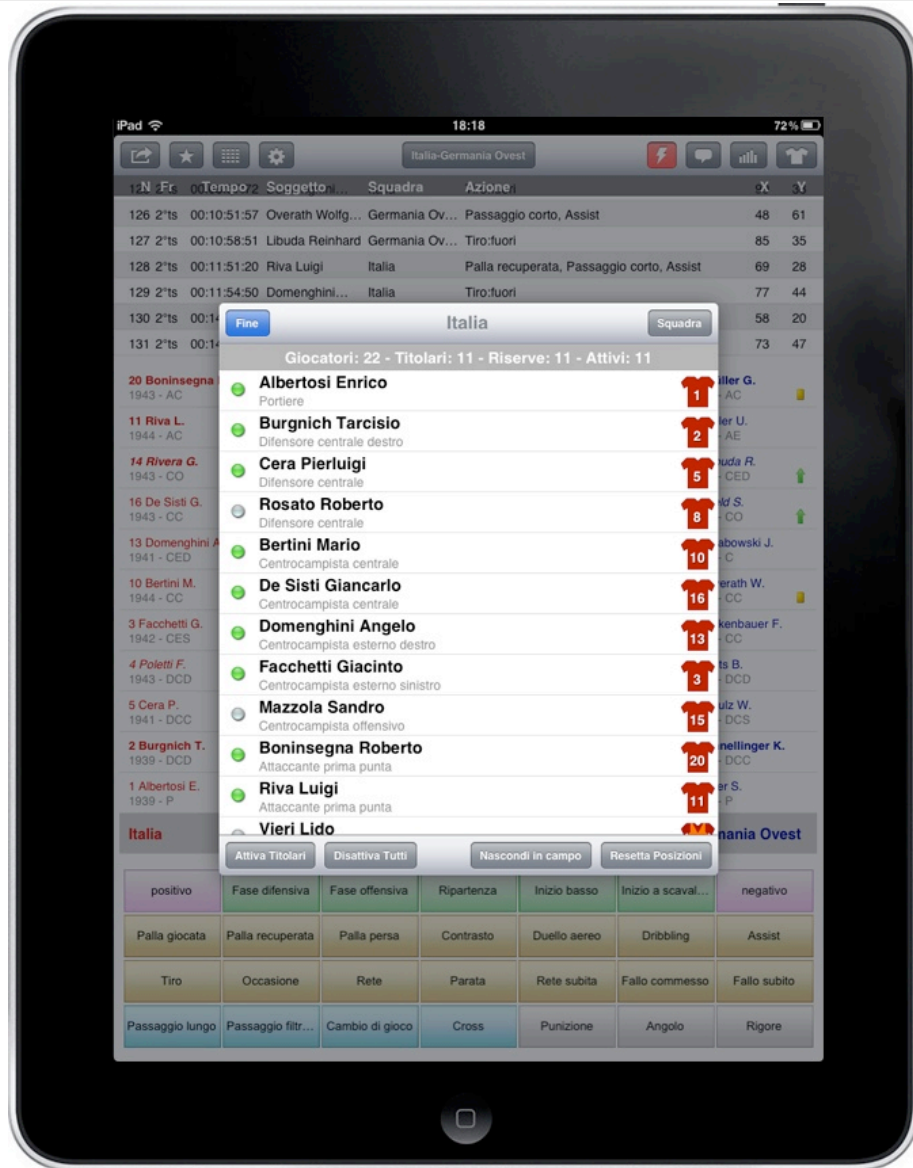 iPad 18:18 72%
Italia-Germania Ovest
N Fr Tempo Soggetto Squadra Azione X Y
126 2°ts 00:10:51:57 Overath Wolfg... Germania Ov... Passaggio corto, Assist 48 61
127 2°ts 00:10:58:51 Libuda Reinhard Germania Ov... Tiro:fuori 85 35
128 2°ts 00:11:51:20 Riva Luigi Italia Palla recuperata, Passaggio corto, Assist 69 28
129 2°ts 00:11:54:50 Domenghini... Italia Tiro:fuori 77 44
130 2°ts 58 20
131 2°ts 73 47
Fine Italia Squadra
Giocatori: 22 - Titolari: 11 - Riserve: 11 - Attivi: 11
Albertosi Enrico
Portiere
1
Burgnich Tarcisio
Difensore centrale destro
2
Cera Pierluigi
Difensore centrale
5
Rosato Roberto
Difensore centrale
8
Bertini Mario
Centrocampista centrale
10
De Sisti Giancarlo
Centrocampista centrale
16
Domenghini Angelo
Centrocampista esterno destro
13
Facchetti Giacinto
Centrocampista esterno sinistro
3
Mazzola Sandro
Centrocampista offensivo
15
Boninsegna Roberto
Attaccante prima punta
20
Riva Luigi
Attaccante prima punta
11
Vieri Lido
Attiva Titolari Disattiva Tutti Nascondi in campo Resetta Posizioni
20 Boninsegna
1943 - AC
11 Riva L.
1944 - AC
14 Rivera G.
1943 - CO
16 De Sisti G.
1943 - CC
13 Domenghini A
1941 - CED
10 Bertini M.
1944 - CC
3 Facchetti G.
1942 - CES
4 Poletti F.
1943 - DCD
5 Cera P.
1941 - DCC
2 Burgnich T.
1939 - DCD
1 Albertosi E.
1939 - P
G.
AC
U.
AE
R.
CED
S.
CO
J.
C
W.
CC
F.
CC
B.
DCD
W.
DCS
K.
DCC
S.
P
Italia Ovest
positivo Fase difensiva Fase offensiva Ripartenza Inizio basso Inizio a scaval... negativo
Palla giocata Palla recuperata Palla persa Contrasto Duello aereo Dribbling Assist
Tiro Occasione Rete Parata Rete subita Fallo commesso Fallo subito
Passaggio lungo Passaggio filtr... Cambio di gioco Cross Punizione Angolo Rigore